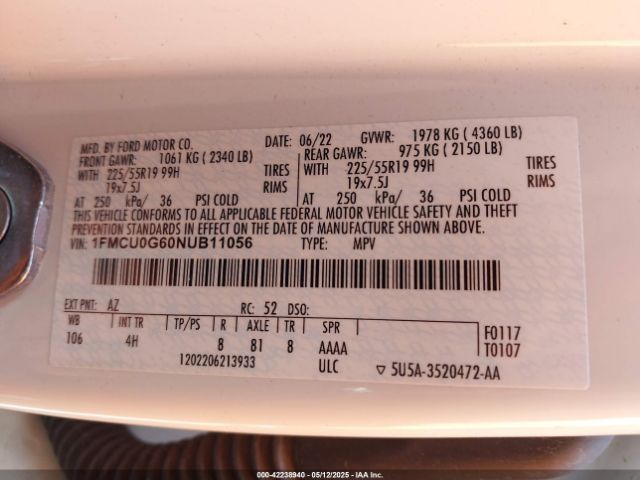 MFD. BY FORD MOTOR CO. DATE: 06/22 GVWR: 1978 KG ( 4360 LB)
FRONT GAWR: 1061 KG ( 2340 LB) REAR GAWR: 975 KG ( 2150 LB)
WITH 225/55R19 99H TIRES WITH 225/55R19 99H TIRES
19x7.5J RIMS 19x7.5J RIMS
AT 250 kPa/ 36 PSI COLD AT 250 kPa/ 36 PSI COLD
THIS VEHICLE CONFORMS TO ALL APPLICABLE FEDERAL MOTOR VEHICLE SAFETY AND THEFT
PREVENTION STANDARDS IN EFFECT ON THE DATE OF MANUFACTURE SHOWN ABOVE.
VIN: 1FMCU0G60NUB11056 TYPE: MPV
EXT PNT: AZ RC: 52 DSO:
WB INT TR TP/PS R AXLE TR SPR F0117
106 4H 8 81 8 AAAA T0107
1202206213933 ULC ▽ 5U5A-3520472-AA
000-42238940 - 05/12/2025 - IAA Inc.